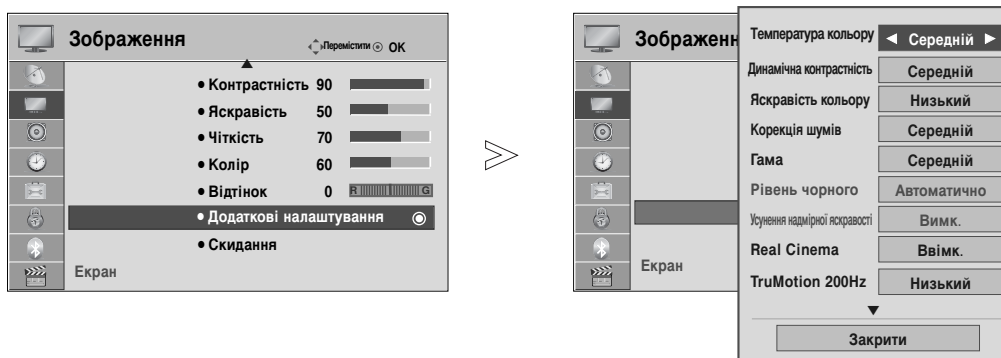 Зображення
Перемістити OK
• Контрастність 90
• Яскравість 50
• Чіткість 70
• Колір 60
• Відтінок 0 R G
• Додаткові налаштування
• Скидання
Екран
Зображенн
Екран
Температура кольору Середній
Динамічна контрастність Середній
Яскравість кольору Низький
Корекція шумів Середній
Гама Середній
Рівень чорного Автоматично
Усунення надмірної яскравості Вимк.
Real Cinema Ввімк.
TruMotion 200Hz Низький
Закрити